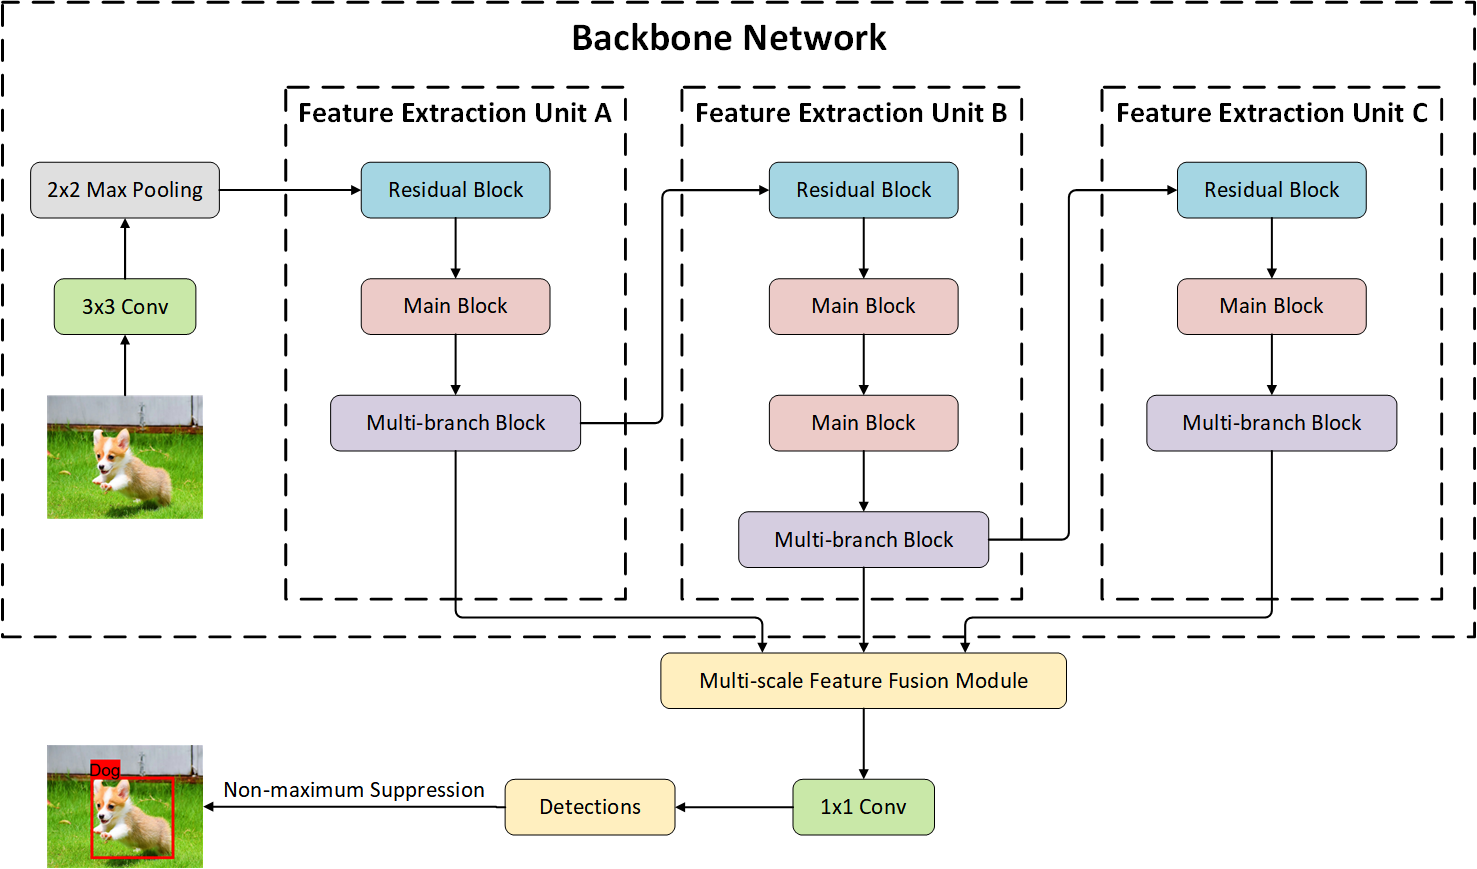 Backbone Network
Feature Extraction Unit A
Feature Extraction Unit B
Feature Extraction Unit C
2x2 Max Pooling
Residual Block
Residual Block
Residual Block
3x3 Conv
Main Block
Main Block
Main Block
Multi-branch Block
Main Block
Multi-branch Block
Multi-branch Block
Multi-scale Feature Fusion Module
Dog
Non-maximum Suppression
Detections
1x1 Conv